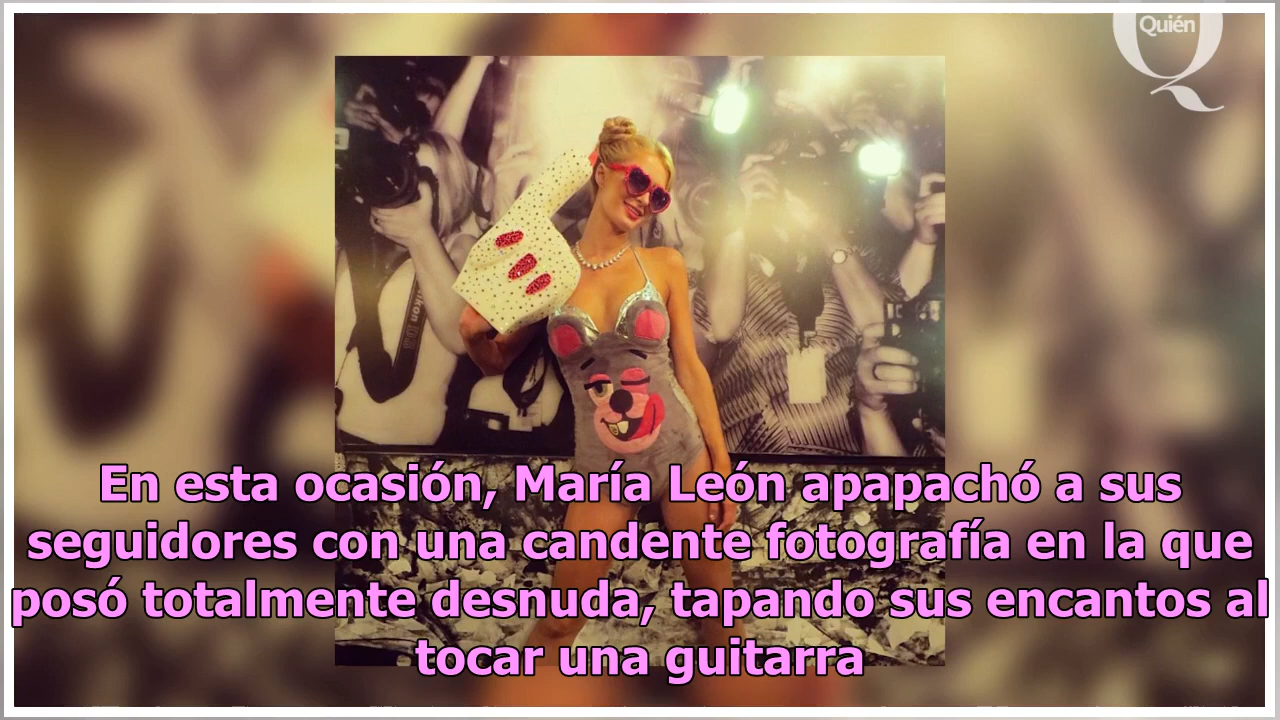 Quién
En esta ocasión, María León apapachó a sus
seguidores con una candente fotografía en la que
posó totalmente desnuda, tapando sus encantos al
tocar una guitarra